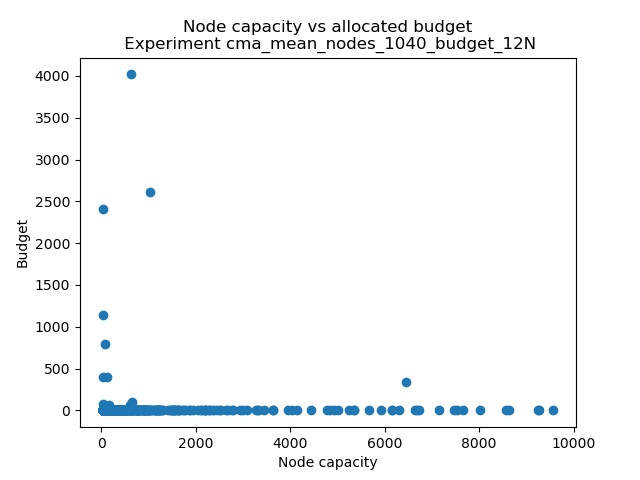 Node capacity vs allocated budget
Experiment cma_mean_nodes_1040_budget_12N
4000
3500
3000
2500
2000
1500
1000
500
0
Budget
0 2000 4000 6000 8000 10000
Node capacity